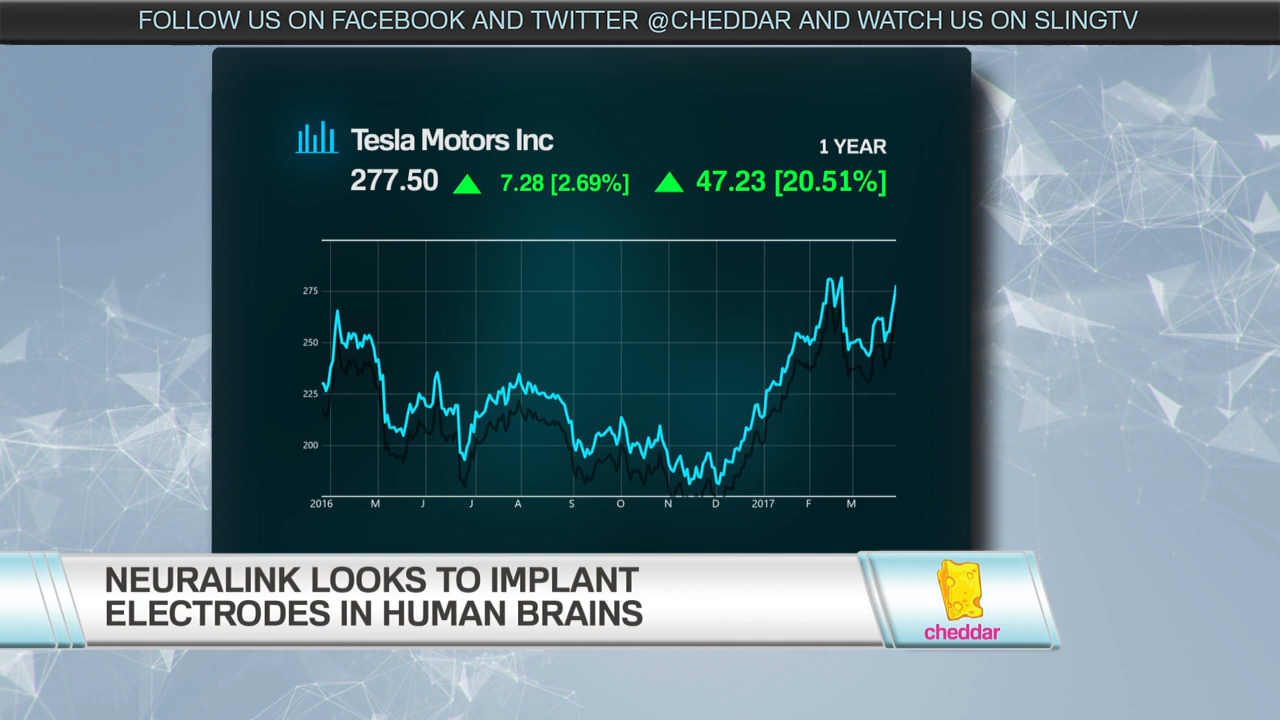 FOLLOW US ON FACEBOOK AND TWITTER @CHEDDAR AND WATCH US ON SLINGTV
Tesla Motors Inc
1 YEAR
277.50 ▲ 7.28 [2.69%] ▲ 47.23 [20.51%]
275
250
225
200
2016 M J J A S O N D 2017 F M
NEURALINK LOOKS TO IMPLANT
ELECTRODES IN HUMAN BRAINS
cheddar